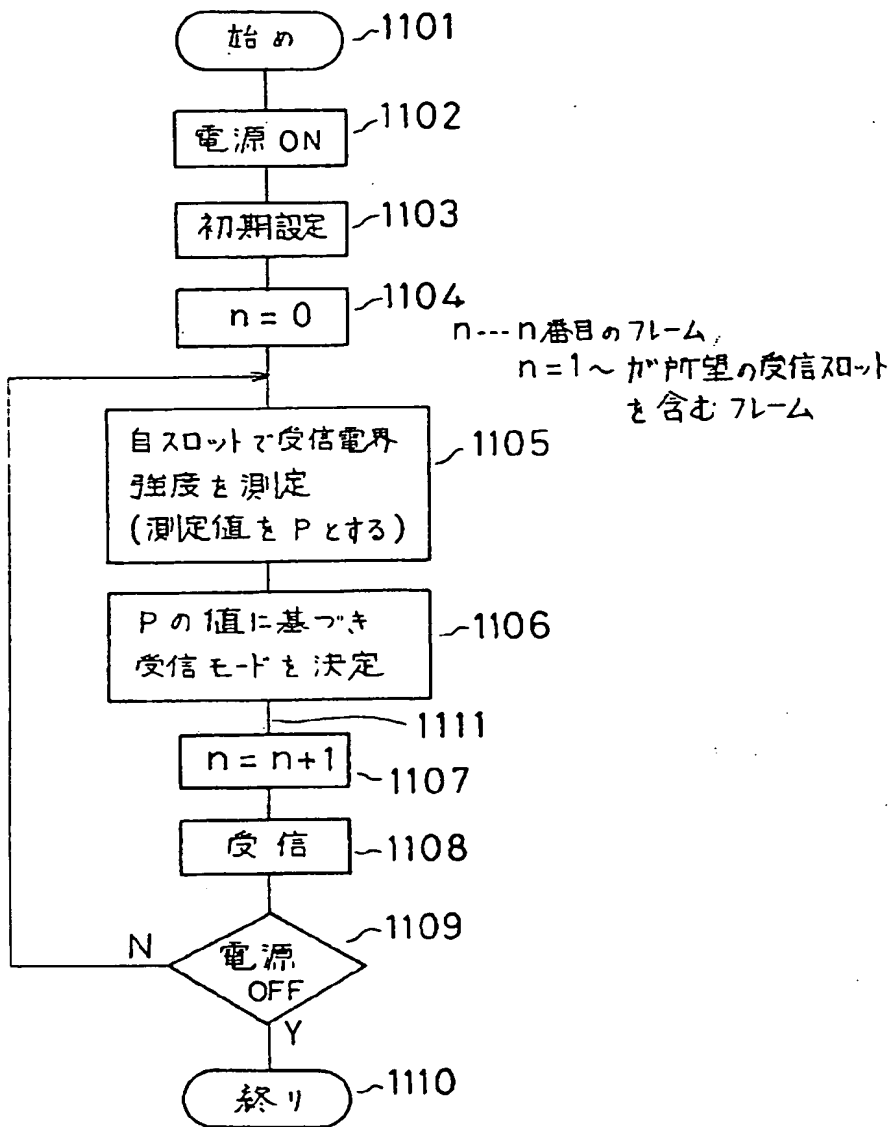 始め 1101
電源 ON 1102
初期設定 1103
n = 0 1104
n---n番目のフレーム
n=1~ が所望の受信スロット
を含むフレーム
自スロットで受信電界
強度を測定
(測定値をPとする)
1105
Pの値に基づき
受信モードを決定
1106
1111
n = n+1 1107
受信 1108
1109
N
電源
OFF
Y
終り 1110